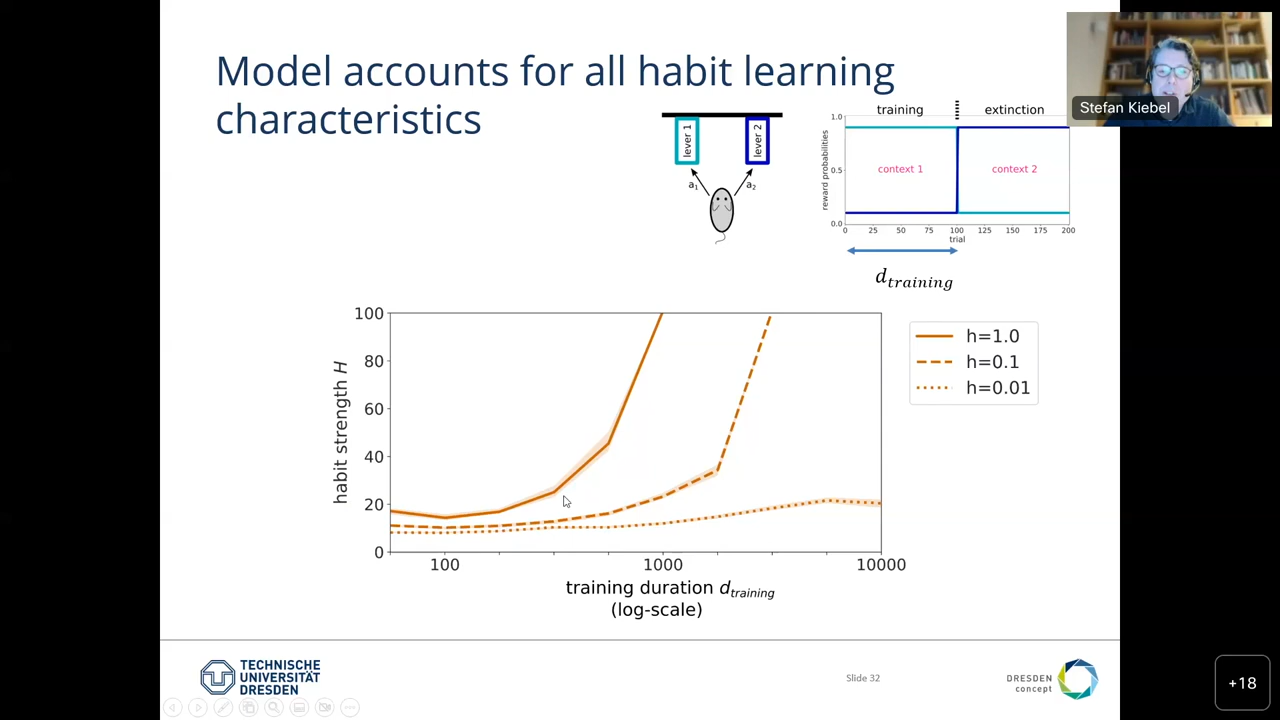 Model accounts for all habit learning
characteristics
Stefan Kiebel
lever 1
lever 2
a1
a2
training
extinction
reward probabilities
1.0
0.5
0.0
context 1
context 2
0 25 50 75 100 125 150 175 200
trial
dtraining
habit strength H
100
80
60
40
20
0
100 1000 10000
training duration dtraining
(log-scale)
h=1.0
h=0.1
h=0.01
TECHNISCHE
UNIVERSITÄT
DRESDEN
Slide 32
DRESDEN
concept
+18